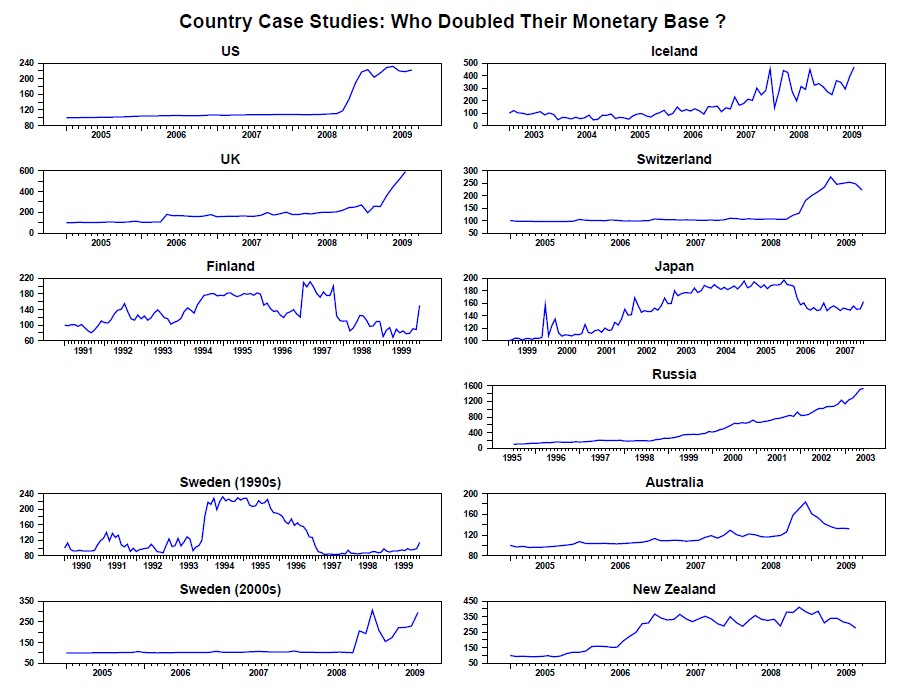 Country Case Studies: Who Doubled Their Monetary Base ?
US
240
200
160
120
80
2005 2006 2007 2008 2009
Iceland
500
400
300
200
100
0
2003 2004 2005 2006 2007 2008 2009
UK
600
400
200
0
2005 2006 2007 2008 2009
Switzerland
300
250
200
150
100
50
2005 2006 2007 2008 2009
Finland
220
180
140
100
60
1991 1992 1993 1994 1995 1996 1997 1998 1999
Japan
200
180
160
140
120
100
1999 2000 2001 2002 2003 2004 2005 2006 2007
Russia
1600
1200
800
400
0
1995 1996 1997 1998 1999 2000 2001 2002 2003
Sweden (1990s)
240
200
160
120
80
1990 1991 1992 1993 1994 1995 1996 1997 1998 1999
Australia
200
160
120
80
2005 2006 2007 2008 2009
Sweden (2000s)
350
250
150
50
2005 2006 2007 2008 2009
New Zealand
450
350
250
150
50
2005 2006 2007 2008 2009